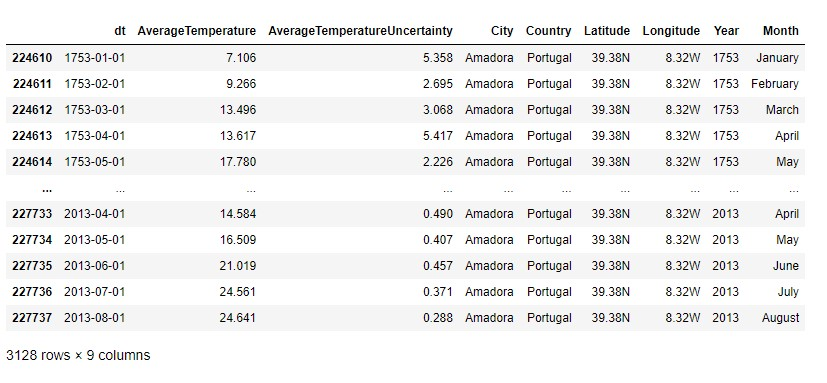 dt AverageTemperature AverageTemperatureUncertainty City Country Latitude Longitude Year Month
224610 1753-01-01 7.106 5.358 Amadora Portugal 39.38N 8.32W 1753 January
224611 1753-02-01 9.266 2.695 Amadora Portugal 39.38N 8.32W 1753 February
224612 1753-03-01 13.496 3.068 Amadora Portugal 39.38N 8.32W 1753 March
224613 1753-04-01 13.617 5.417 Amadora Portugal 39.38N 8.32W 1753 April
224614 1753-05-01 17.780 2.226 Amadora Portugal 39.38N 8.32W 1753 May
... ... ... ... ... ... ... ... ... ...
227733 2013-04-01 14.584 0.490 Amadora Portugal 39.38N 8.32W 2013 April
227734 2013-05-01 16.509 0.407 Amadora Portugal 39.38N 8.32W 2013 May
227735 2013-06-01 21.019 0.457 Amadora Portugal 39.38N 8.32W 2013 June
227736 2013-07-01 24.561 0.371 Amadora Portugal 39.38N 8.32W 2013 July
227737 2013-08-01 24.641 0.288 Amadora Portugal 39.38N 8.32W 2013 August
3128 rows × 9 columns